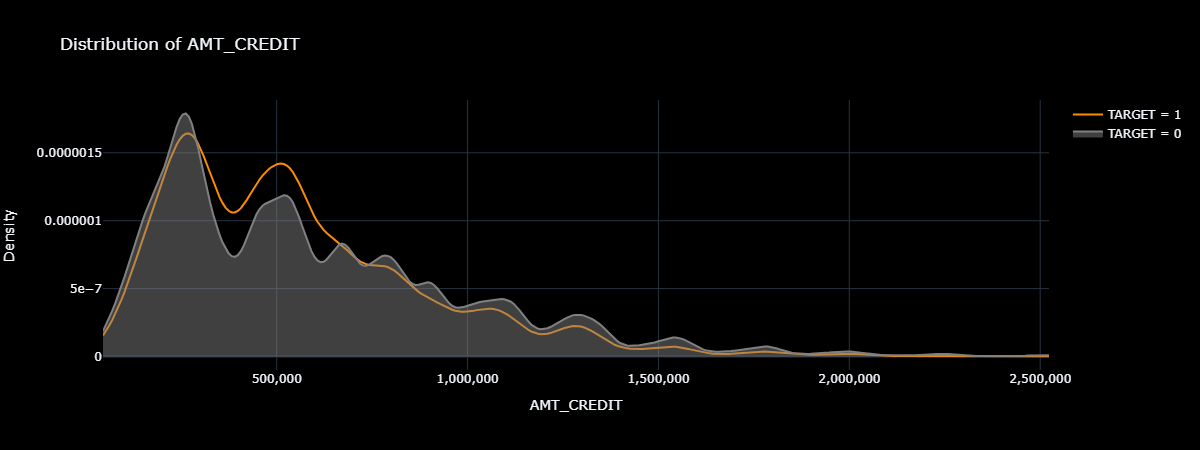 Distribution of AMT_CREDIT
TARGET = 1
TARGET = 0
0.0000015
0.000001
5e−7
0
Density
500,000
1,000,000
1,500,000
2,000,000
2,500,000
AMT_CREDIT